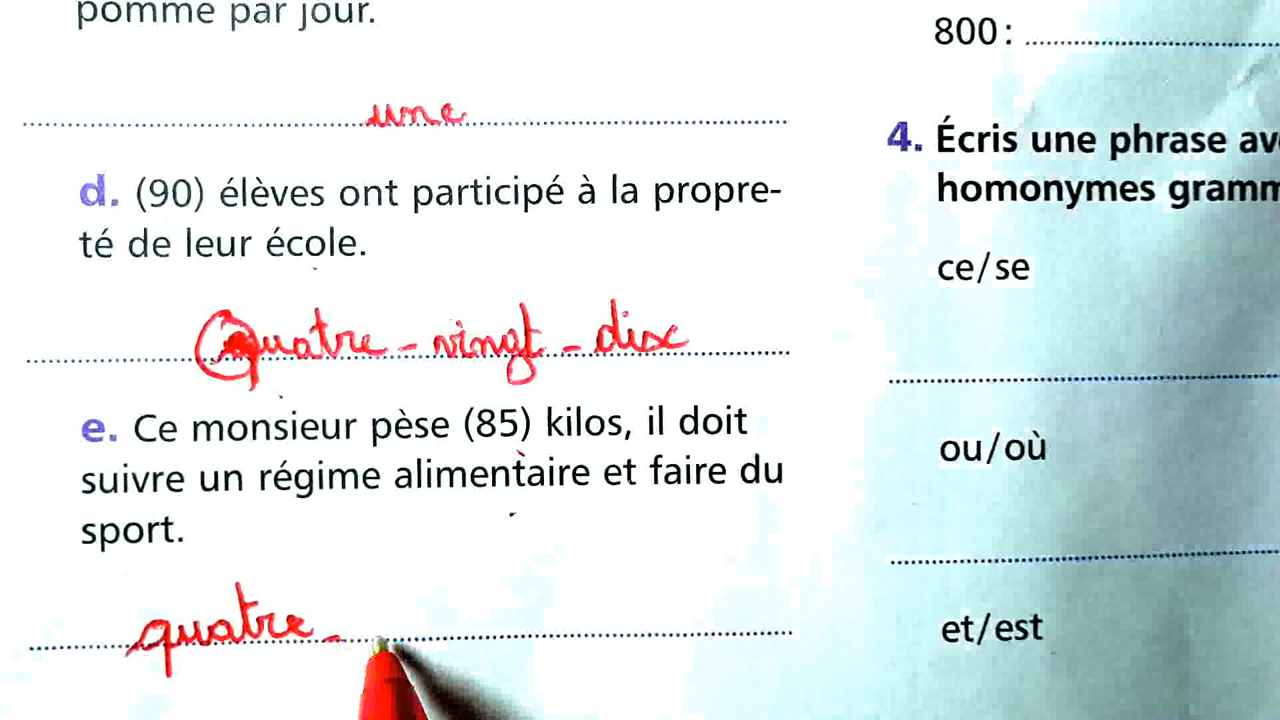 pomme par jour.
une
d. (90) élèves ont participé à la propre-
té de leur école.
Quatre-vingt-dix
e. Ce monsieur pèse (85) kilos, il doit
suivre un régime alimentaire et faire du
sport.
quatre-
800 :
4. Écris une phrase av
homonymes gramm
ce/se
ou/où
et/est